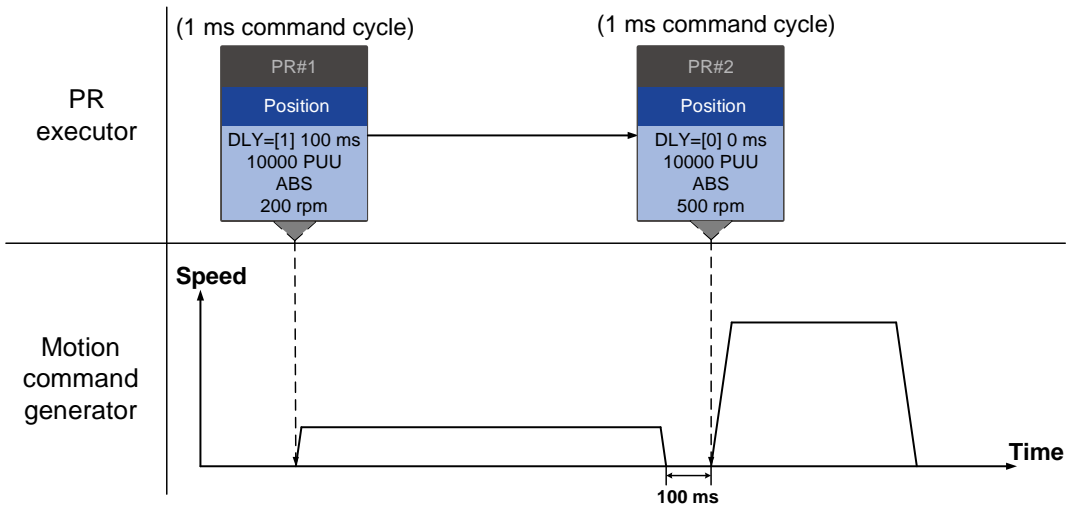 (1 ms command cycle)
(1 ms command cycle)
PR
executor
PR#1
Position
DLY=[1] 100 ms
10000 PUU
ABS
200 rpm
PR#2
Position
DLY=[0] 0 ms
10000 PUU
ABS
500 rpm
Motion
command
generator
Speed
Time
100 ms